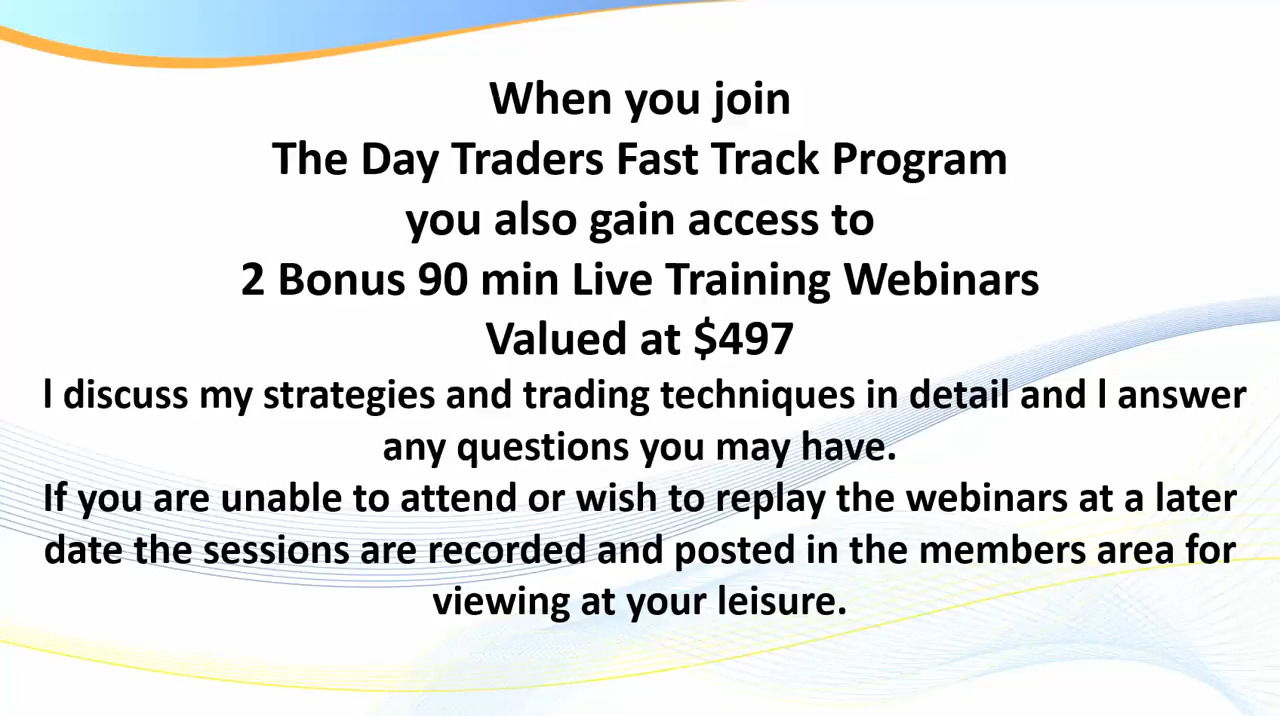 When you join
The Day Traders Fast Track Program
you also gain access to
2 Bonus 90 min Live Training Webinars
Valued at $497
I discuss my strategies and trading techniques in detail and I answer
any questions you may have.
If you are unable to attend or wish to replay the webinars at a later
date the sessions are recorded and posted in the members area for
viewing at your leisure.